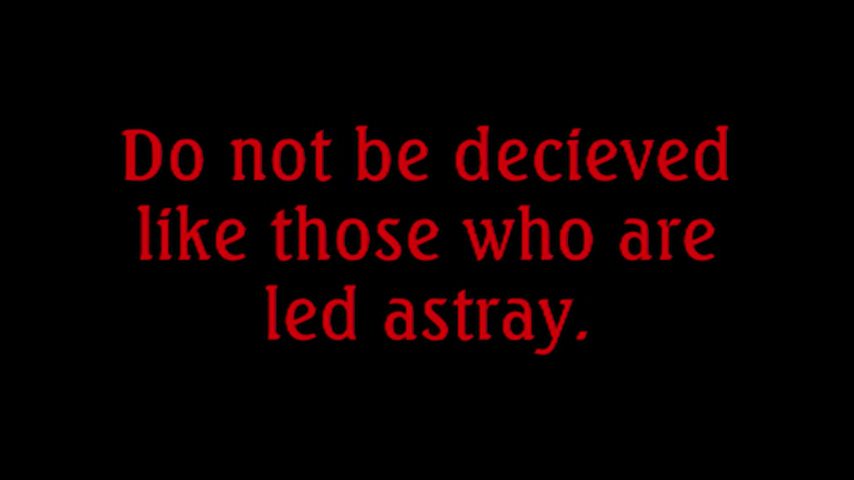 Do not be decieved
like those who are
led astray.